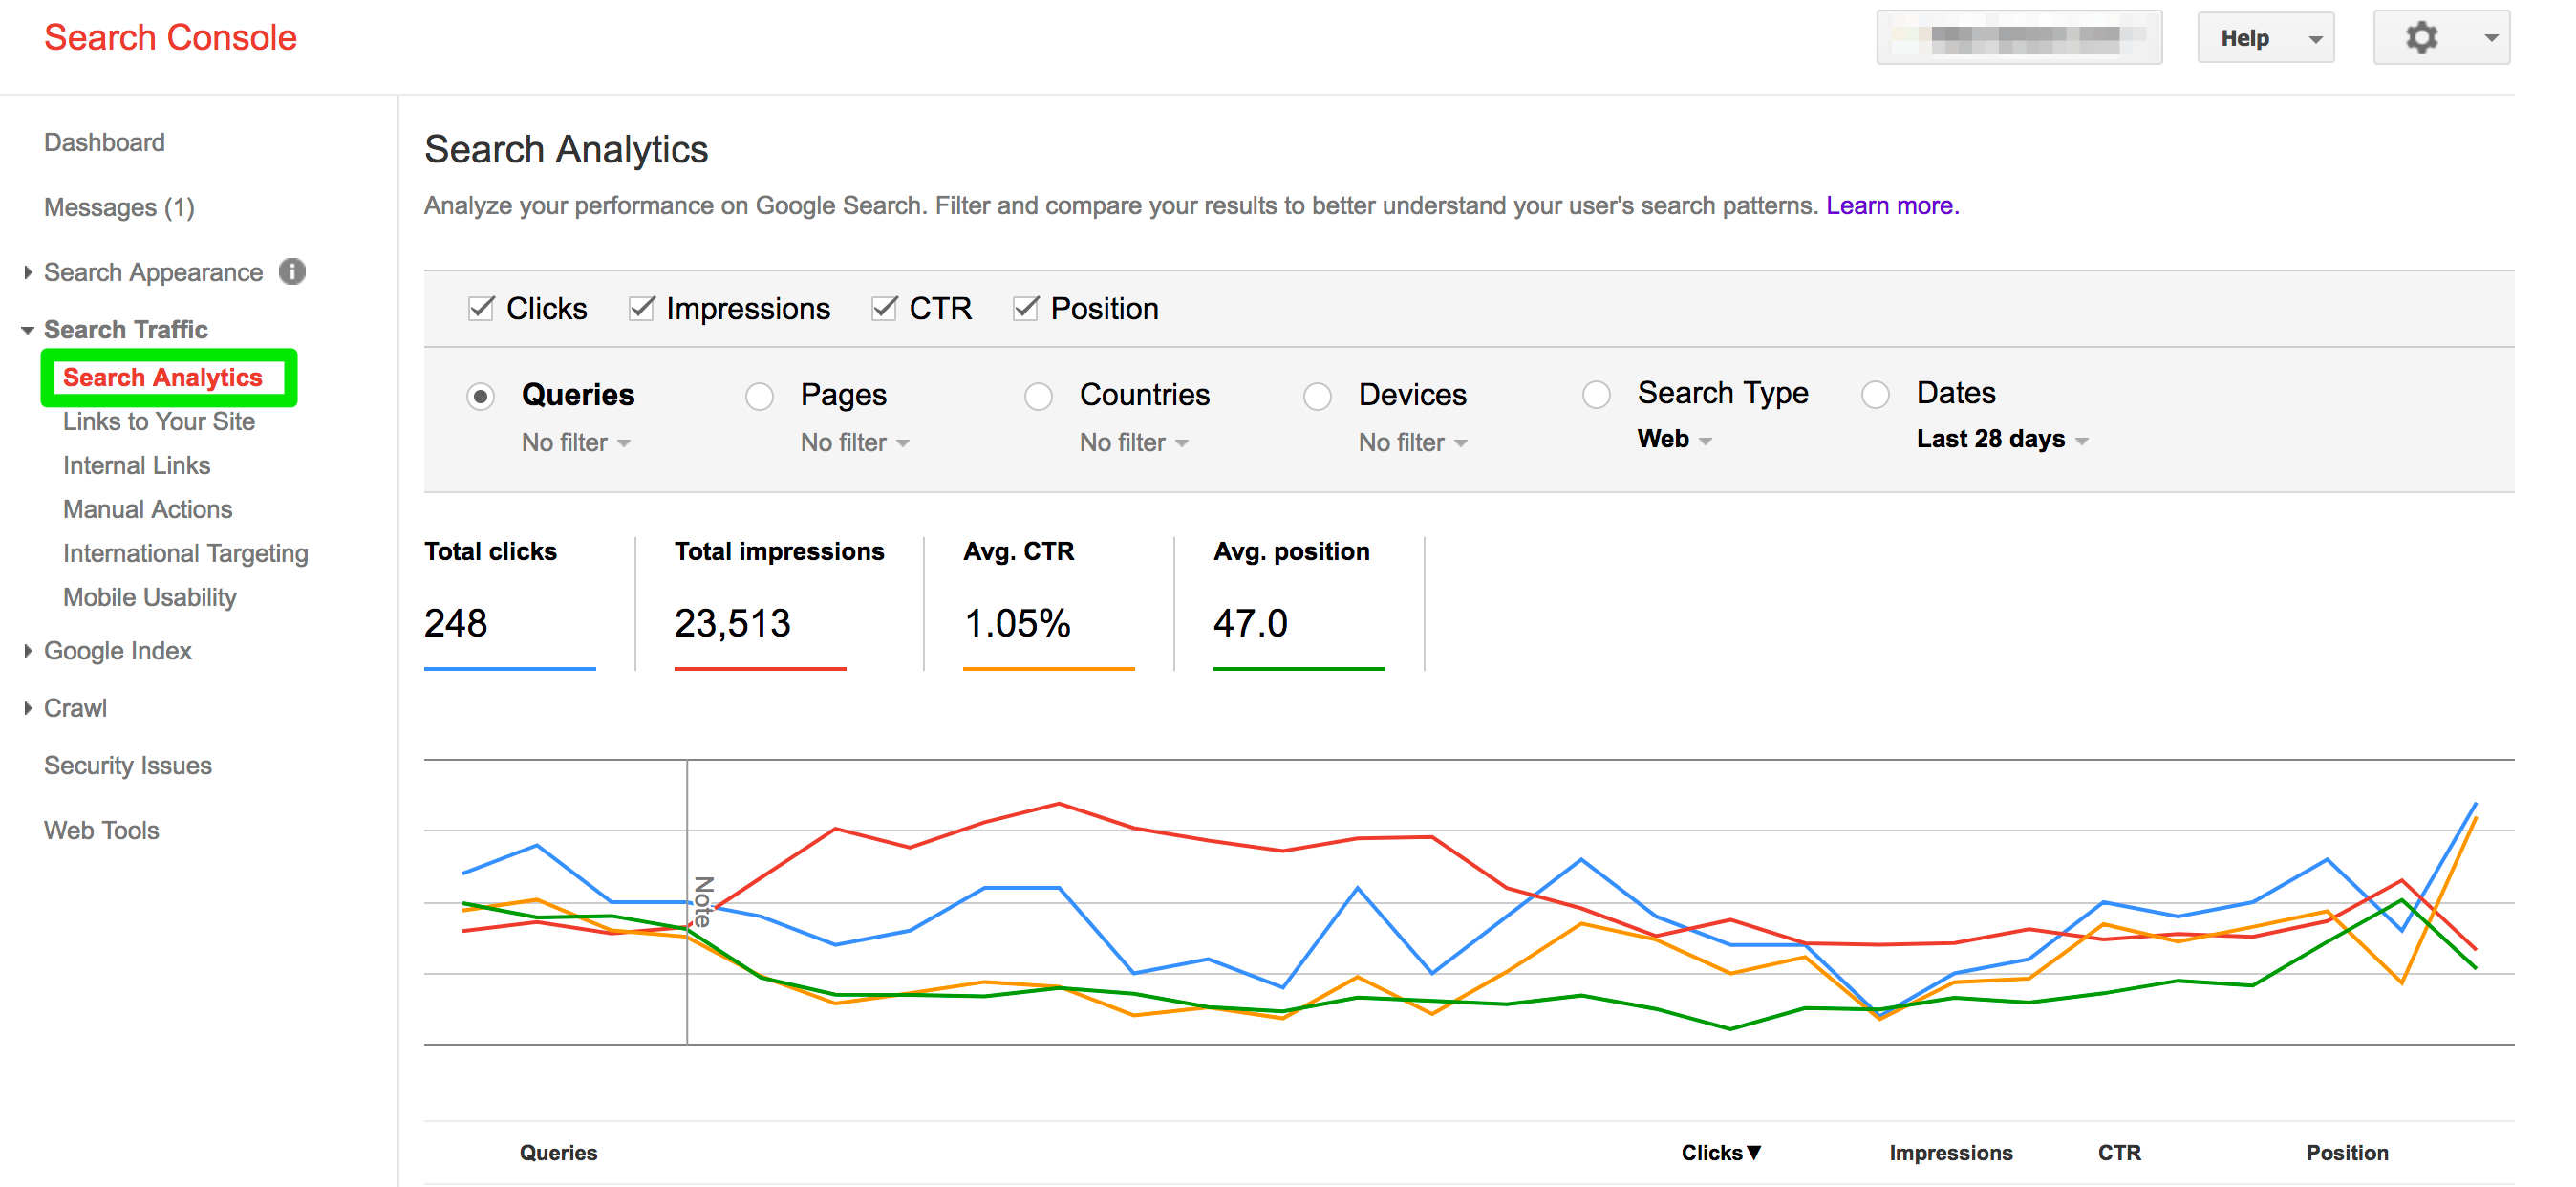 Search Console
Help
Dashboard
Messages (1)
Search Appearance
Search Traffic
Search Analytics
Links to Your Site
Internal Links
Manual Actions
International Targeting
Mobile Usability
Google Index
Crawl
Security Issues
Web Tools
Search Analytics
Analyze your performance on Google Search. Filter and compare your results to better understand your user's search patterns. Learn more.
Clicks Impressions CTR Position
Queries Pages Countries Devices Search Type Dates
No filter No filter No filter No filter Web Last 28 days
Total clicks Total impressions Avg. CTR Avg. position
248 23,513 1.05% 47.0
Note
Queries Clicks▼ Impressions CTR Position